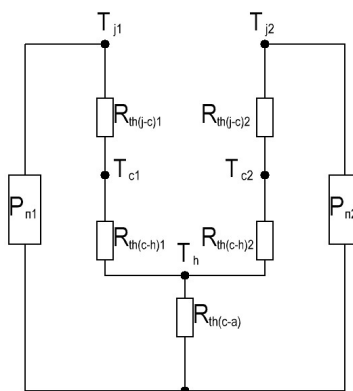 Tj1 Tj2
Rth(j-c)1 Rth(j-c)2
Tc1 Tc2
Pn1 Pn2
Rth(c-h)1 Rth(c-h)2
Th
Rth(c-a)